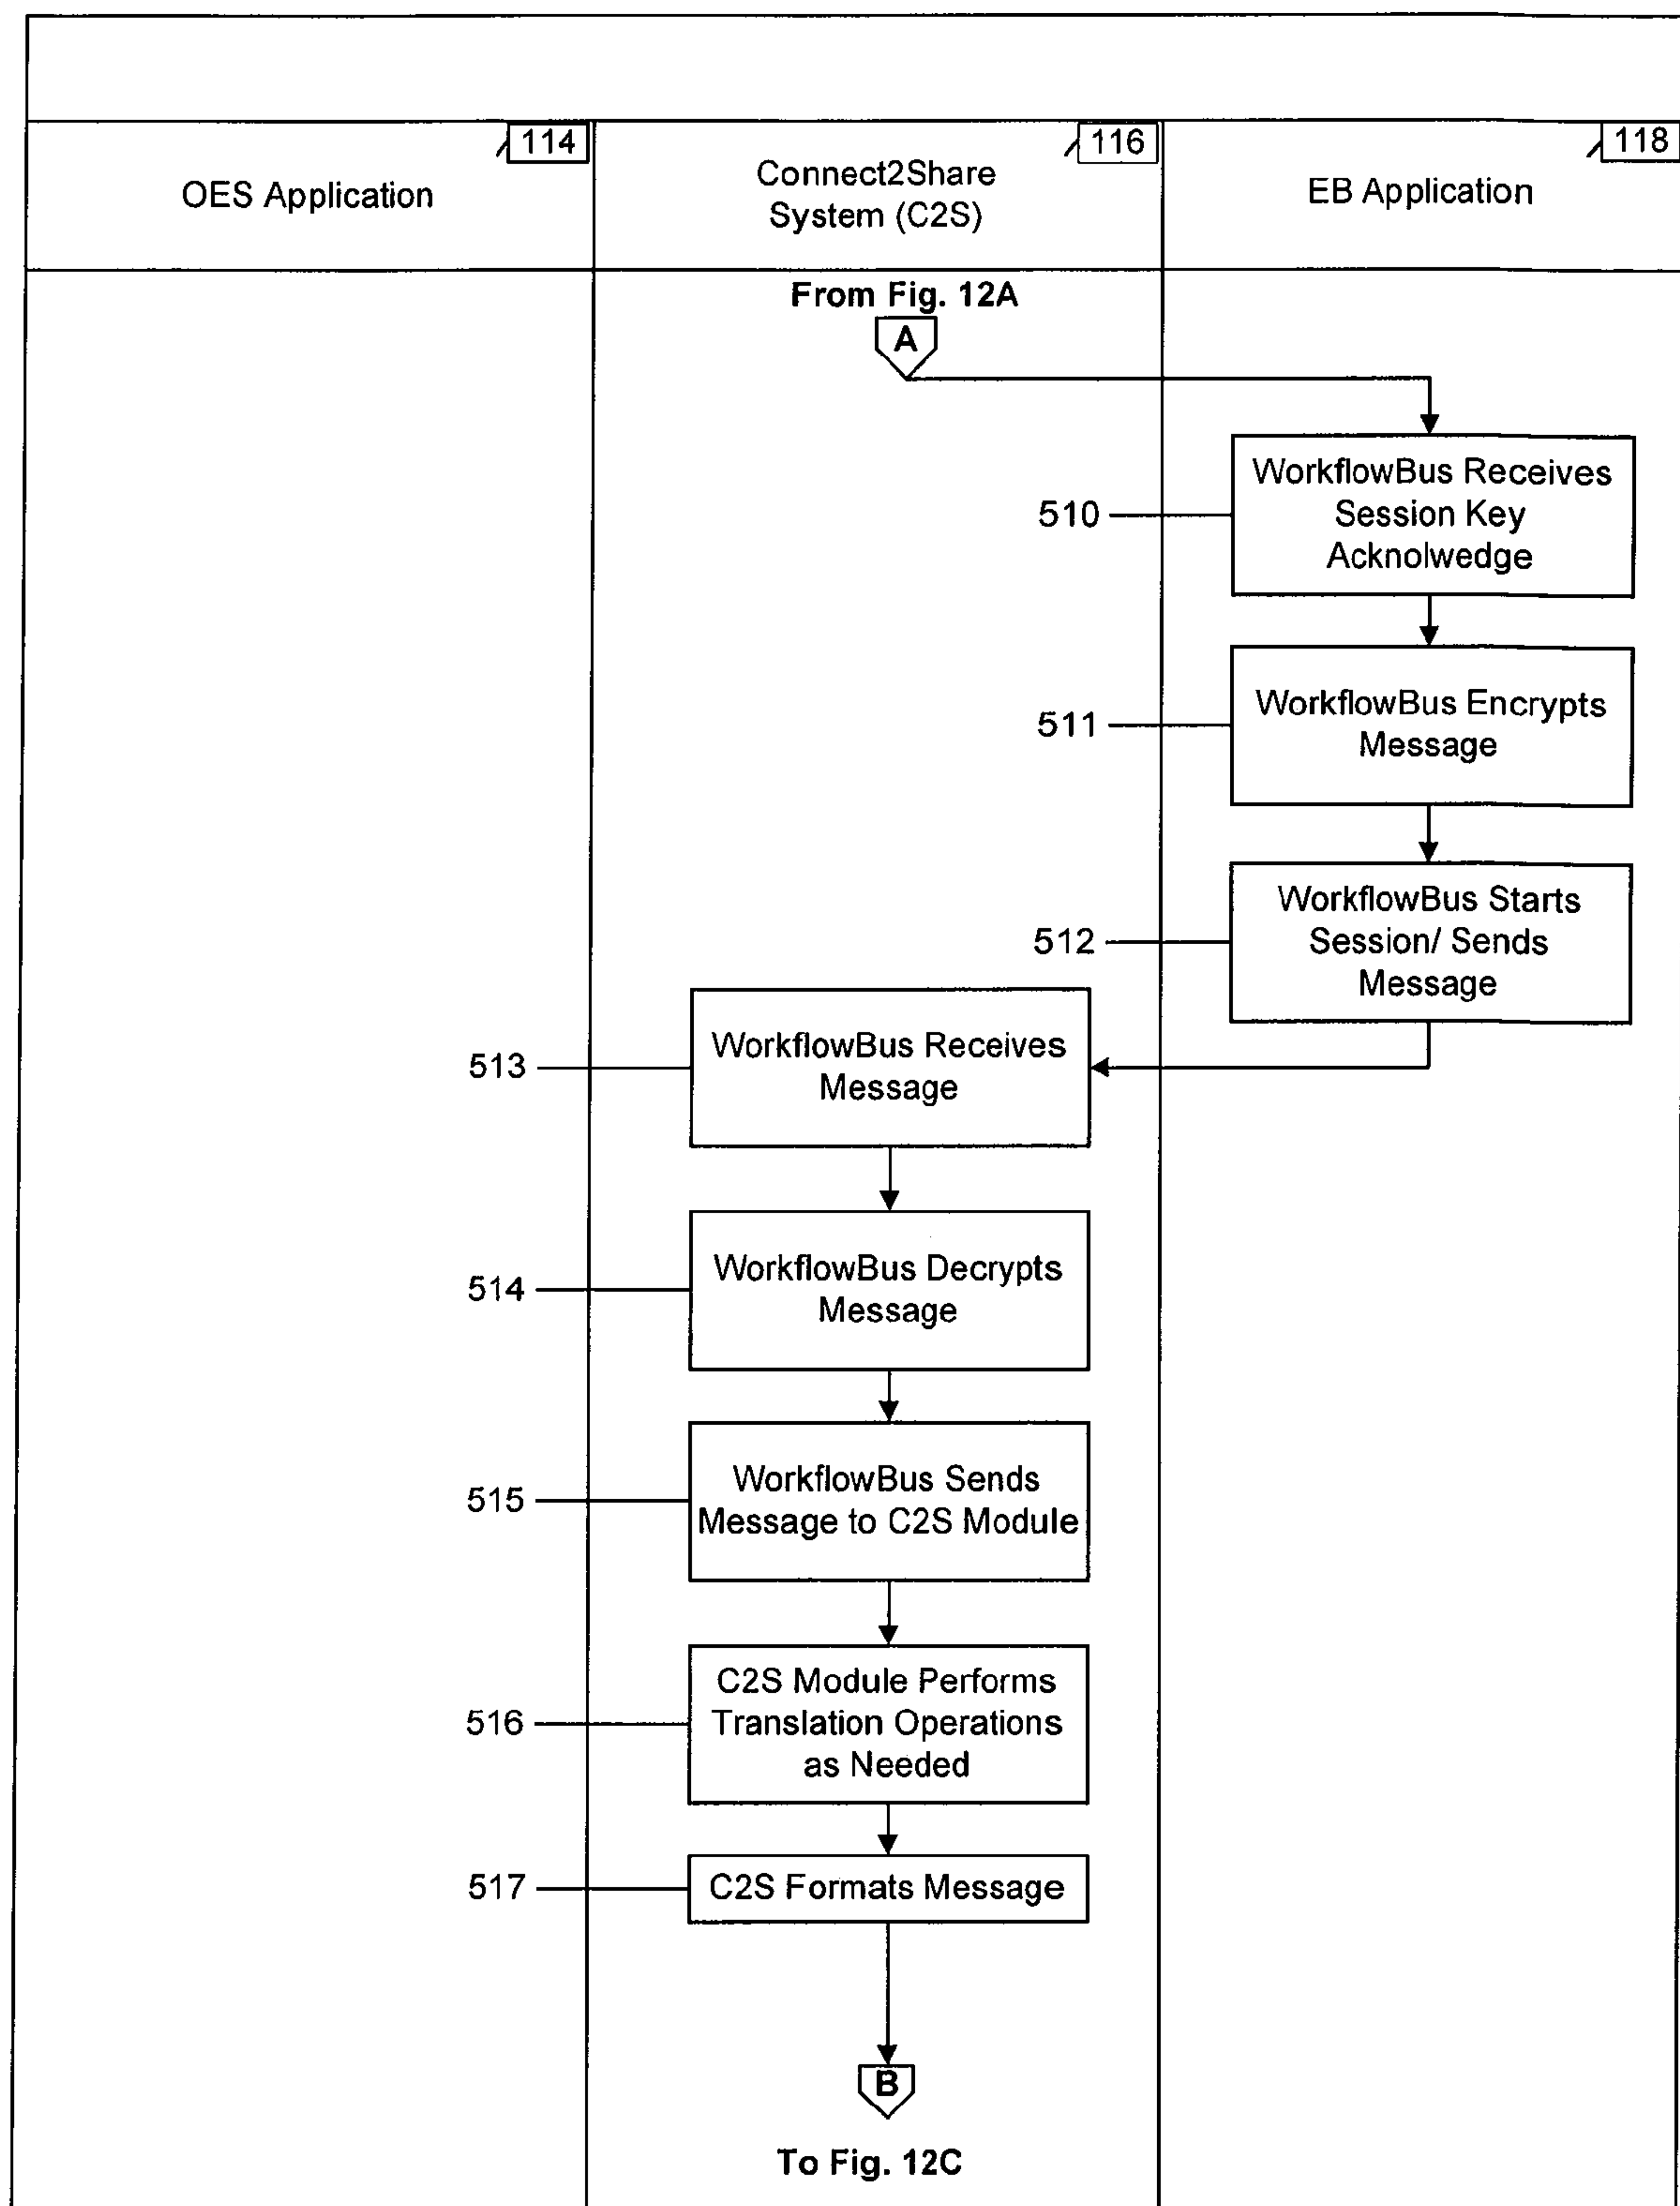 114
OES Application
116
Connect2Share
System (C2S)
118
EB Application
From Fig. 12A
A
510
WorkflowBus Receives
Session Key
Acknolwedge
511
WorkflowBus Encrypts
Message
512
WorkflowBus Starts
Session/ Sends
Message
513
WorkflowBus Receives
Message
514
WorkflowBus Decrypts
Message
515
WorkflowBus Sends
Message to C2S Module
516
C2S Module Performs
Translation Operations
as Needed
517
C2S Formats Message
B
To Fig. 12C